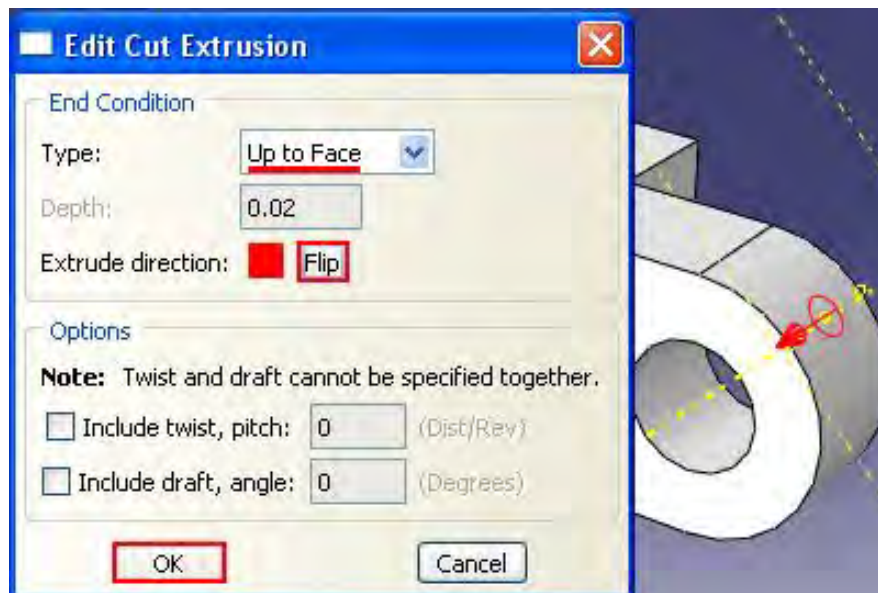 Edit Cut Extrusion
End Condition
Type: Up to Face
Depth: 0.02
Extrude direction: Flip
Options
Note: Twist and draft cannot be specified together.
Include twist, pitch: 0 (Dist/Rev)
Include draft, angle: 0 (Degrees)
OK Cancel